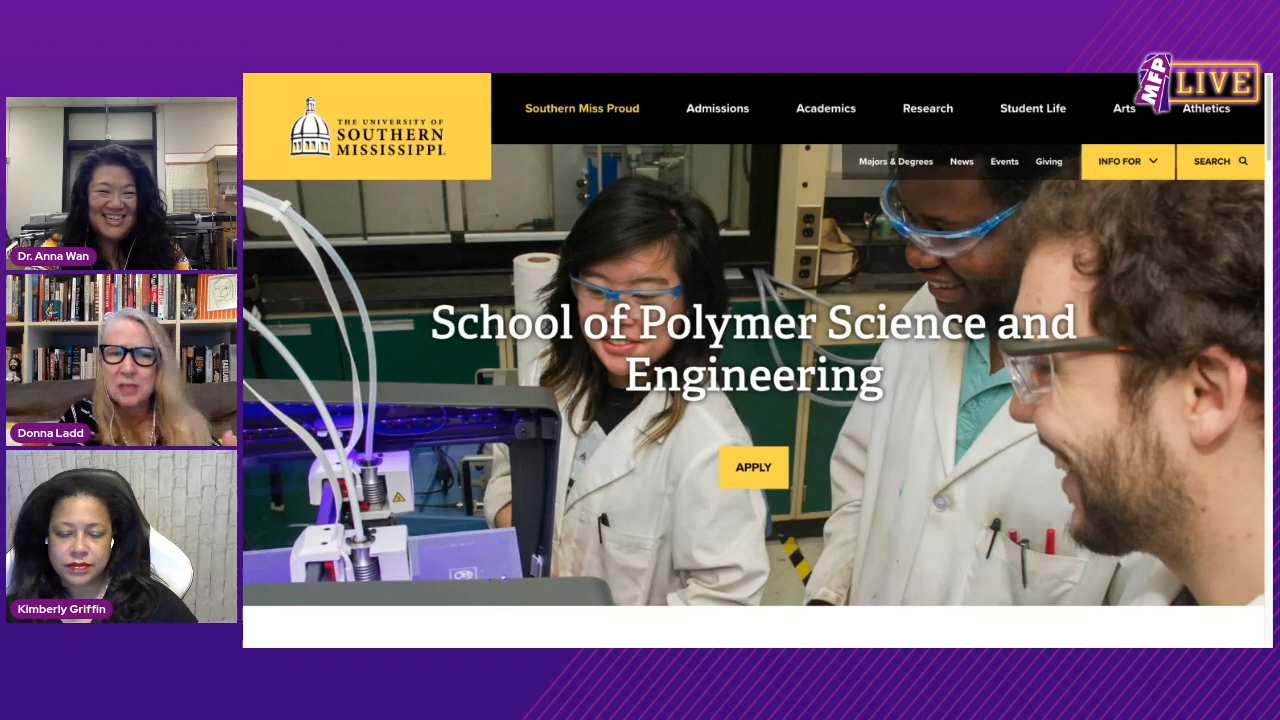 MFP LIVE
THE UNIVERSITY OF
SOUTHERN
MISSISSIPPI.
Southern Miss Proud Admissions Academics Research Student Life Arts Athletics
Majors & Degrees News Events Giving INFO FOR SEARCH
School of Polymer Science and
Engineering
APPLY
Dr. Anna Wan
Donna Ladd
Kimberly Griffin